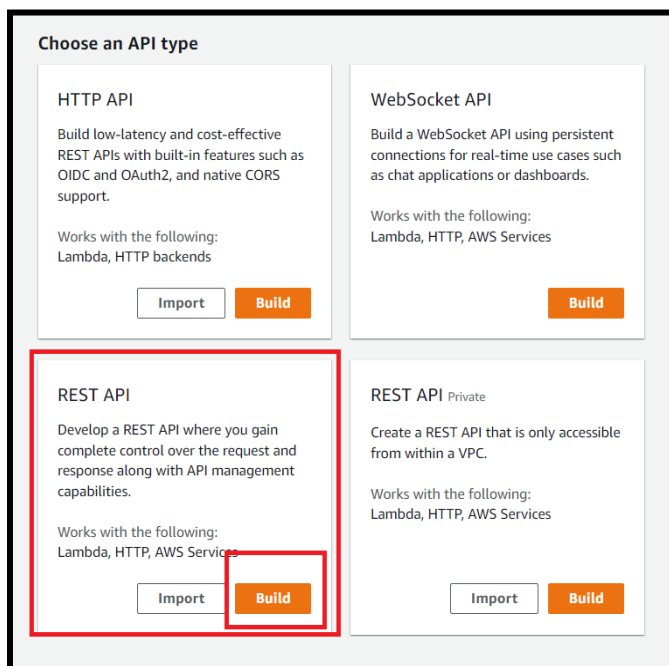 Choose an API type
HTTP API
Build low-latency and cost-effective
REST APIs with built-in features such as
OIDC and OAuth2, and native CORS
support.
Works with the following:
Lambda, HTTP backends
Import
Build
WebSocket API
Build a WebSocket API using persistent
connections for real-time use cases such
as chat applications or dashboards.
Works with the following:
Lambda, HTTP, AWS Services
Build
REST API
Develop a REST API where you gain
complete control over the request and
response along with API management
capabilities.
Works with the following:
Lambda, HTTP, AWS Services
Import
Build
REST API Private
Create a REST API that is only accessible
from within a VPC.
Works with the following:
Lambda, HTTP, AWS Services
Import
Build